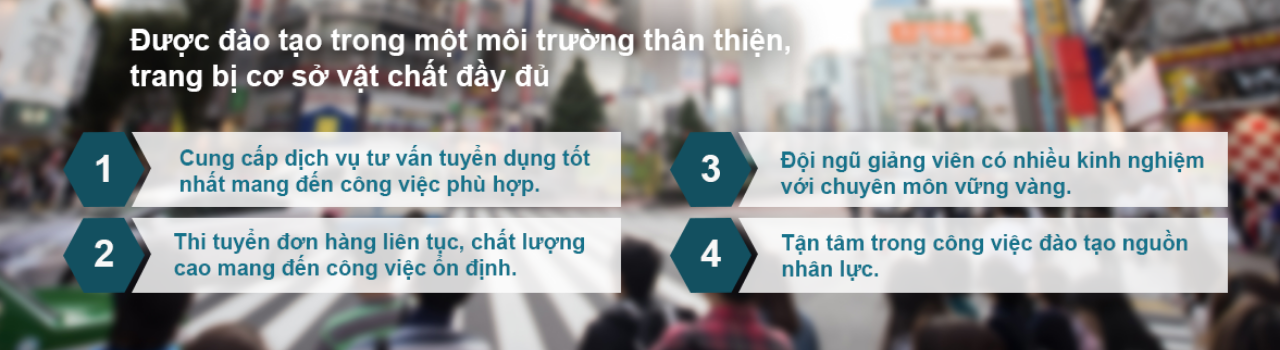 Được đào tạo trong một môi trường thân thiện,
trang bị cơ sở vật chất đầy đủ
1
Cung cấp dịch vụ tư vấn tuyển dụng tốt
nhất mang đến công việc phù hợp.
2
Thi tuyển đơn hàng liên tục, chất lượng
cao mang đến công việc ổn định.
3
Đội ngũ giảng viên có nhiều kinh nghiệm
với chuyên môn vững vàng.
4
Tận tâm trong công việc đào tạo nguồn
nhân lực.